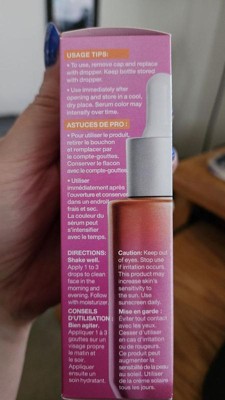 USAGE TIPS:
• To use, remove cap and replace
with dropper. Keep bottle stored
with dropper.
• Use immediately after
opening and store in a cool,
dry place. Serum color may
intensify over time.
ASTUCES DE PRO :
• Pour utiliser le produit,
retirer le bouchon
et remplacer par
le compte-gouttes.
Conserver le flacon
avec le compte-gouttes.
• Utiliser
immédiatement après
l'ouverture et conserver
dans un endroit
frais et sec.
La couleur du
sérum peut
s'intensifier
avec le temps.
DIRECTIONS:
Shake well.
Apply 1 to 3
drops to clean
face in the
morning and
evening. Follow
with moisturizer.
CONSEILS
D'UTILISATION :
Bien agiter.
Appliquer 1 à 3
gouttes sur un
visage propre
le matin et
le soir.
Appliquer
ensuite un
soin hydratant.
Caution: Keep out
of eyes. Stop use
if irritation occurs.
This product may
increase skin's
sensitivity to
the sun. Use
sunscreen daily.
Mise en garde :
Éviter tout contact
avec les yeux.
Cesser d'utiliser
en cas d'irritation
ou de rougeurs.
Ce produit peut
augmenter la
sensibilité de la peau
au soleil. Utiliser
de la crème solaire
tous les jours.